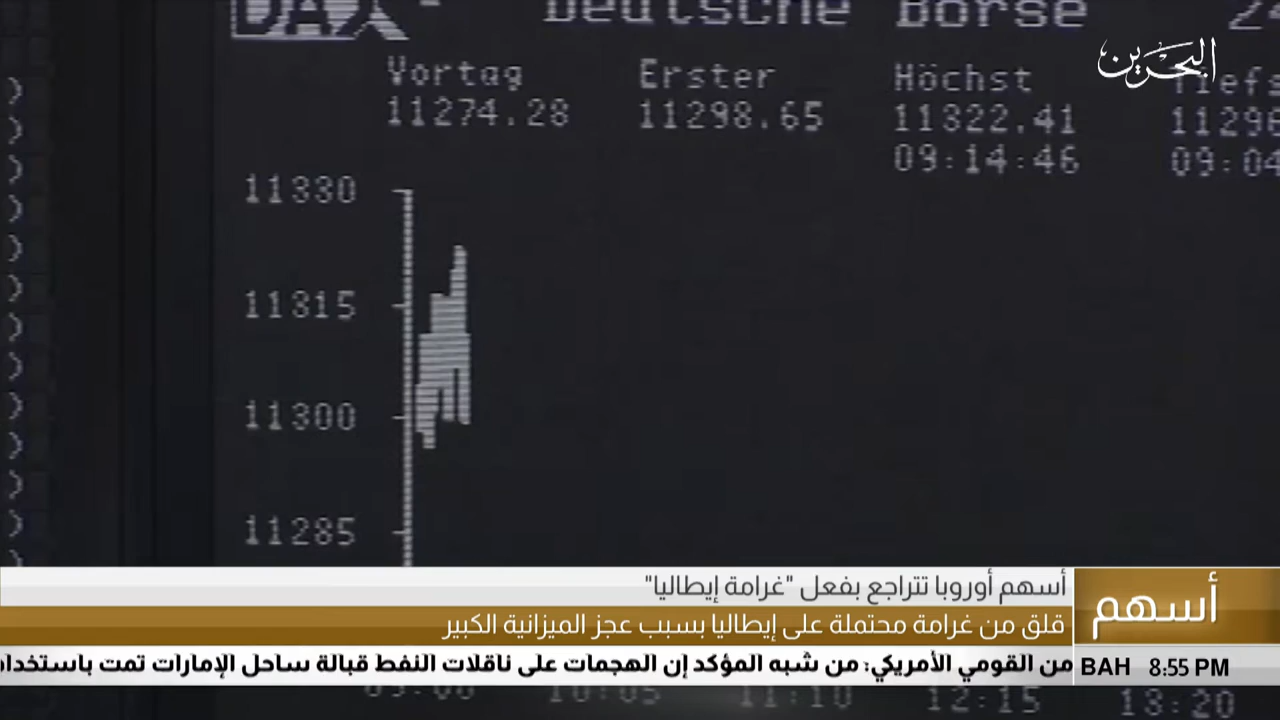 DAX Deutsche Börse
البحرين
Vortag Erster Höchst
11274.28 11298.65 11322.41
09:14:46
11330
11315
11300
11285
أسهم
أسهم أوروبا تتراجع بفعل "غرامة إيطاليا"
قلق من غرامة محتملة على إيطاليا بسبب عجز الميزانية الكبير
من القومي الأمريكي: من شبه المؤكد إن الهجمات على ناقلات النفط قبالة ساحل الإمارات تمت
BAH 8:55 PM
10:05 11:10 12:15 13:20